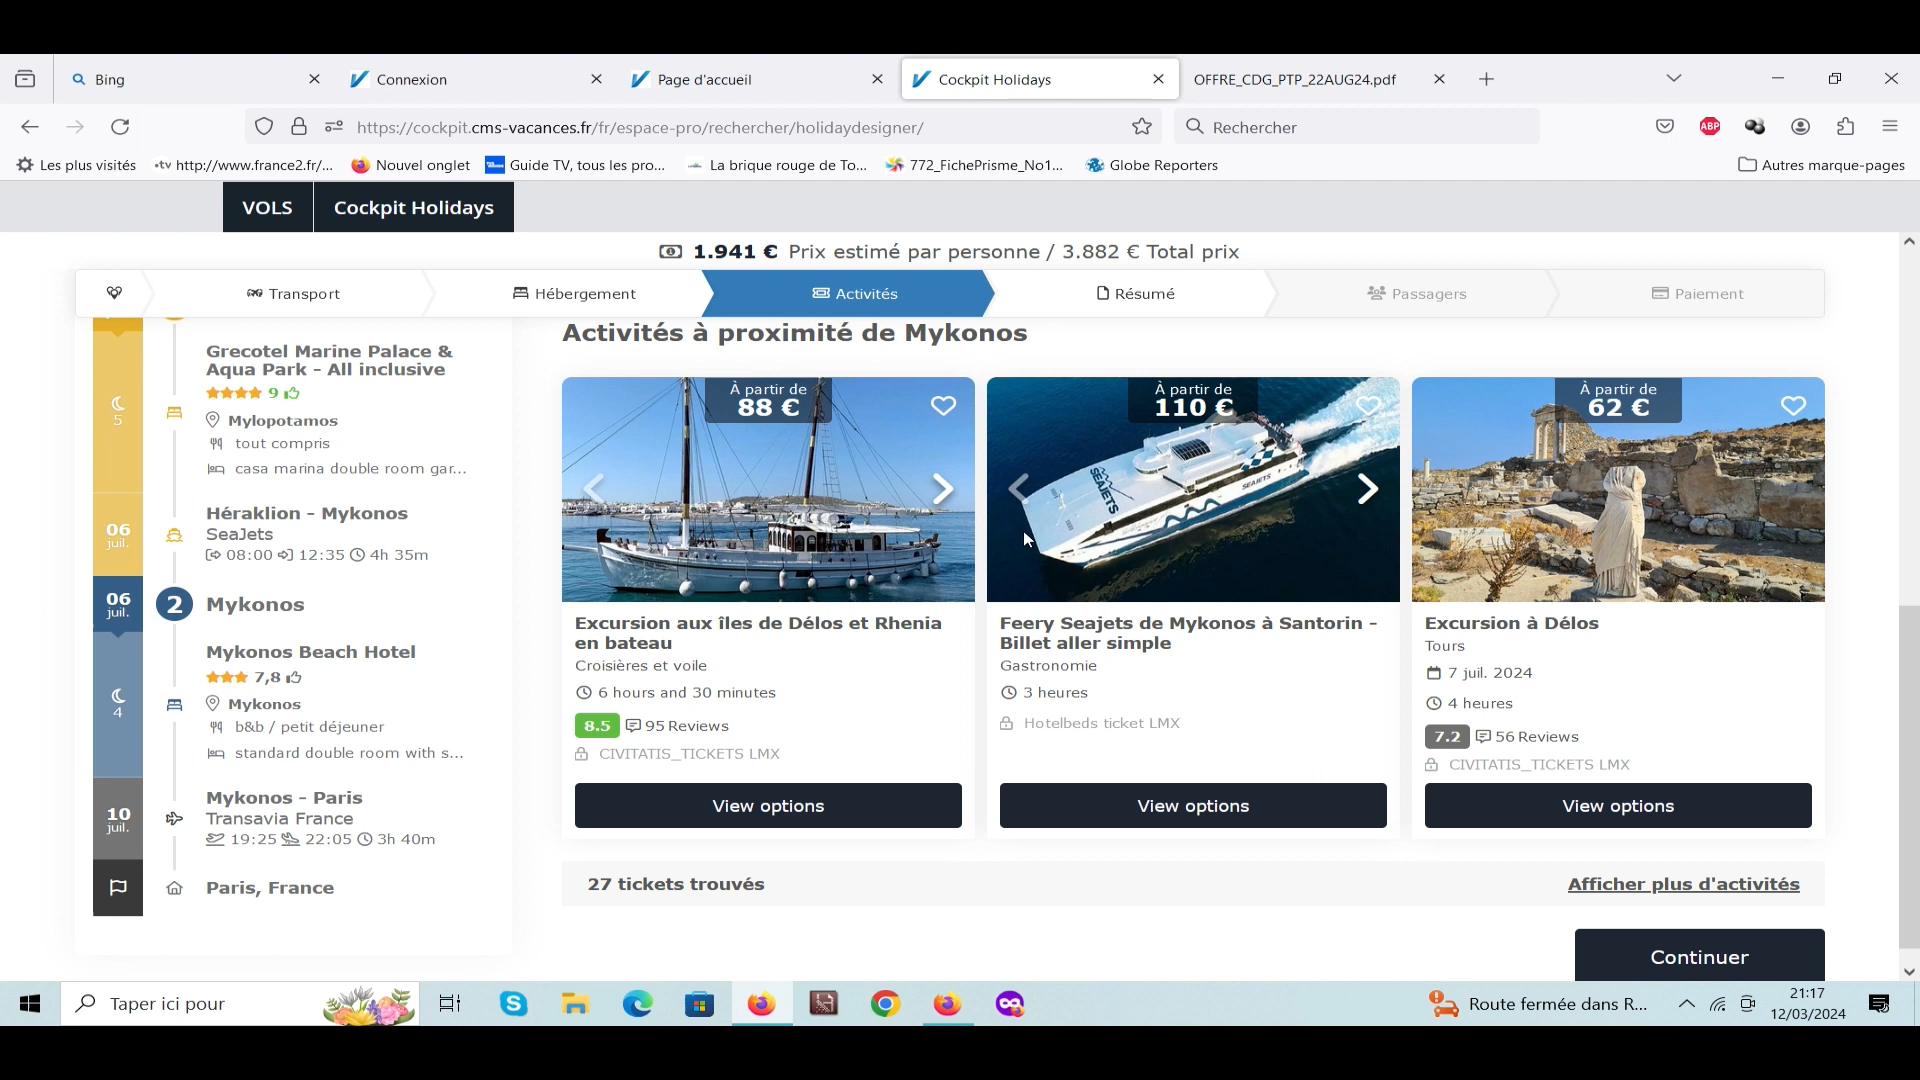 Bing
Connexion
Page d'accueil
Cockpit Holidays
OFFRE_CDG_PTP_22AUG24.pdf
https://cockpit.cms-vacances.fr/fr/espace-pro/rechercher/holidaydesigner/
Rechercher
ABP
Les plus visités
•tv http://www.france2.fr/...
Nouvel onglet
Guide TV, tous les pro...
La brique rouge de To...
772_FichePrisme_No1...
Globe Reporters
Autres marque-pages
VOLS
Cockpit Holidays
1.941 € Prix estimé par personne / 3.882 € Total prix
Transport
Hébergement
Activités
Résumé
Passagers
Paiement
5
Grecotel Marine Palace &
Aqua Park - All inclusive
9
Mylopotamos
tout compris
casa marina double room gar...
06
juil.
Héraklion - Mykonos
SeaJets
08:00 12:35 4h 35m
06
juil.
2
Mykonos
4
Mykonos Beach Hotel
7,8
Mykonos
b&b / petit déjeuner
standard double room with s...
10
juil.
Mykonos - Paris
Transavia France
19:25 22:05 3h 40m
Paris, France
Activités à proximité de Mykonos
À partir de
88 €
Excursion aux îles de Délos et Rhenia
en bateau
Croisières et voile
6 hours and 30 minutes
8.5 95 Reviews
CIVITATIS_TICKETS LMX
View options
À partir de
110 €
SEAJETS
SEAJETS
Feery Seajets de Mykonos à Santorin -
Billet aller simple
Gastronomie
3 heures
Hotelbeds ticket LMX
View options
À partir de
62 €
Excursion à Délos
Tours
7 juil. 2024
4 heures
7.2 56 Reviews
CIVITATIS_TICKETS LMX
View options
27 tickets trouvés
Afficher plus d'activités
Continuer
Taper ici pour
Route fermée dans R...
21:17
12/03/2024